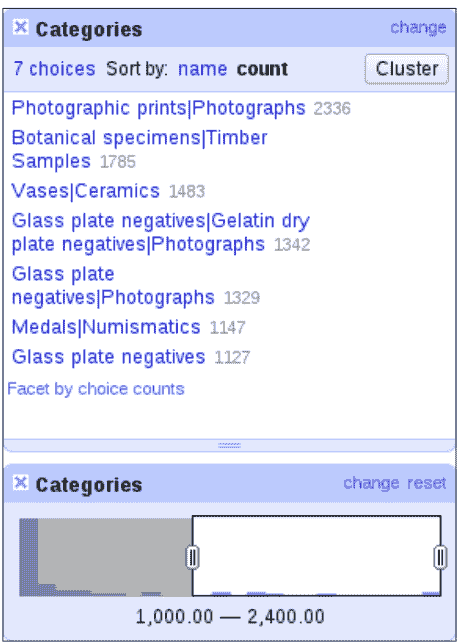 Categories change
7 choices Sort by: name count Cluster
Photographic prints|Photographs 2336
Botanical specimens|Timber
Samples 1785
Vases|Ceramics 1483
Glass plate negatives|Gelatin dry
plate negatives|Photographs 1342
Glass plate
negatives|Photographs 1329
Medals|Numismatics 1147
Glass plate negatives 1127
Facet by choice counts
Categories change reset
1,000.00 — 2,400.00